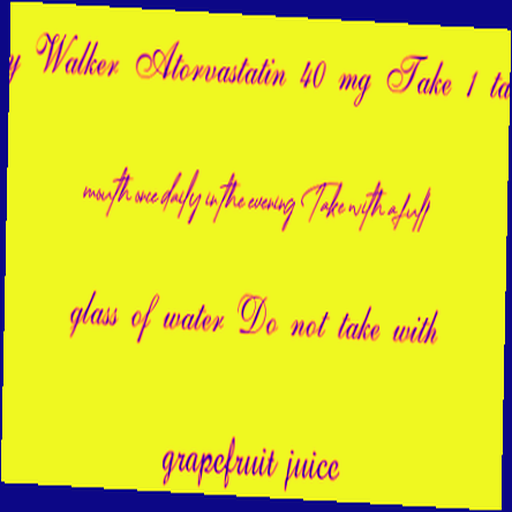 y Walker Atorvastatin 40 mg Take 1 ta
mouth once daily in the evening Take with a full
glass of water Do not take with
grapefruit juice